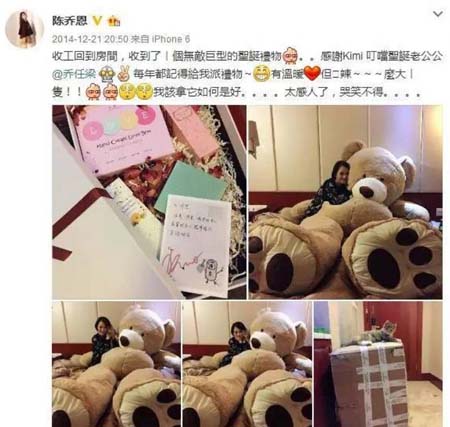 陈乔恩
2014-12-21 20:50 来自 iPhone 6
收工回到房間，收到了丨個無敵巨型的聖誕禮物。。感謝Kimi 叮噹聖誕老公公
@乔任梁 每年都記得給我派禮物~有溫暖但二辣~~~麼大丨
隻！！我該拿它如何是好。。。。太感人了，哭笑不得。。。。
LOVE